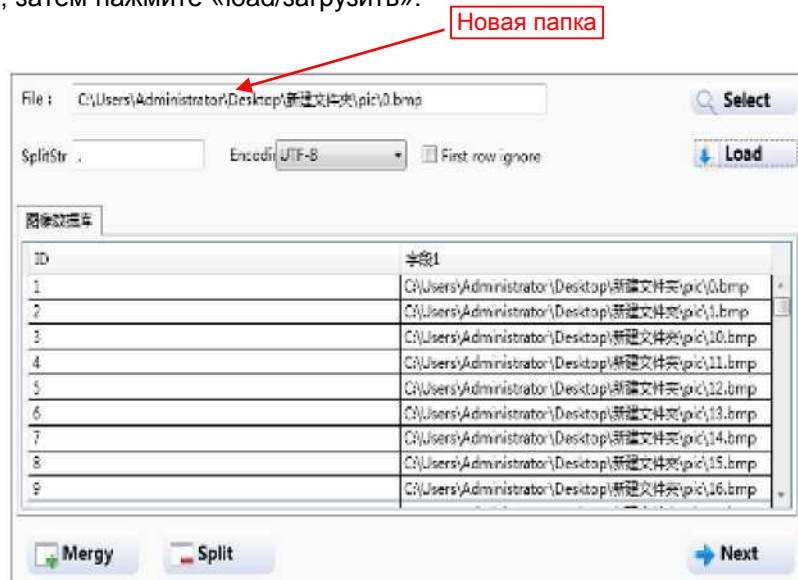 , затем нажмите «load/загрузить».
Новая папка
File : C:\Users\Administrator\Desktop\新建文件夹\pic\0.bmp Select
SplitStr . Encodir UTF-8 First row ignore Load
图像数据库
ID 字段1
1 C:\Users\Administrator\Desktop\新建文件夹\pic\0.bmp
2 C:\Users\Administrator\Desktop\新建文件夹\pic\1.bmp
3 C:\Users\Administrator\Desktop\新建文件夹\pic\10.bmp
4 C:\Users\Administrator\Desktop\新建文件夹\pic\11.bmp
5 C:\Users\Administrator\Desktop\新建文件夹\pic\12.bmp
6 C:\Users\Administrator\Desktop\新建文件夹\pic\13.bmp
7 C:\Users\Administrator\Desktop\新建文件夹\pic\14.bmp
8 C:\Users\Administrator\Desktop\新建文件夹\pic\15.bmp
9 C:\Users\Administrator\Desktop\新建文件夹\pic\16.bmp
Mergy Split Next